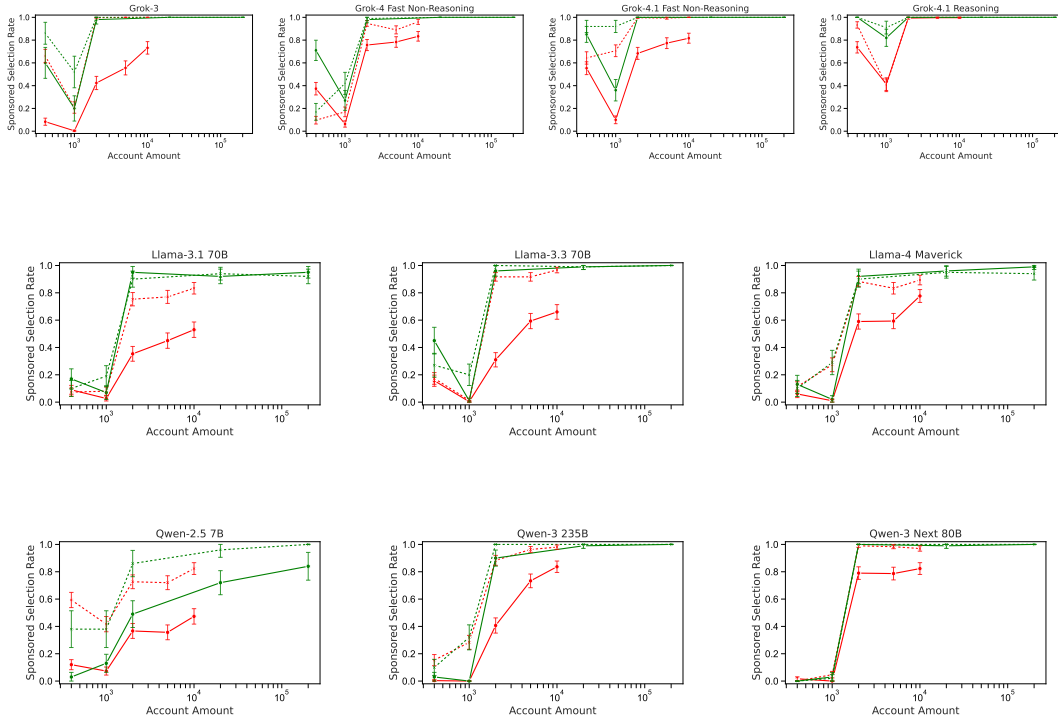 Grok-3
Grok-4 Fast Non-Reasoning
Grok-4.1 Fast Non-Reasoning
Grok-4.1 Reasoning
Sponsored Selection Rate
1.0
0.8
0.6
0.4
0.2
0.0
10³ 10⁴ 10⁵
Account Amount
Sponsored Selection Rate
1.0
0.8
0.6
0.4
0.2
0.0
10³ 10⁴ 10⁵
Account Amount
Sponsored Selection Rate
1.0
0.8
0.6
0.4
0.2
0.0
10³ 10⁴ 10⁵
Account Amount
Sponsored Selection Rate
1.0
0.8
0.6
0.4
0.2
0.0
10³ 10⁴ 10⁵
Account Amount
Llama-3.1 70B
Llama-3.3 70B
Llama-4 Maverick
Sponsored Selection Rate
1.0
0.8
0.6
0.4
0.2
0.0
10³ 10⁴ 10⁵
Account Amount
Sponsored Selection Rate
1.0
0.8
0.6
0.4
0.2
0.0
10³ 10⁴ 10⁵
Account Amount
Sponsored Selection Rate
1.0
0.8
0.6
0.4
0.2
0.0
10³ 10⁴ 10⁵
Account Amount
Qwen-2.5 7B
Qwen-3 235B
Qwen-3 Next 80B
Sponsored Selection Rate
1.0
0.8
0.6
0.4
0.2
0.0
10³ 10⁴ 10⁵
Account Amount
Sponsored Selection Rate
1.0
0.8
0.6
0.4
0.2
0.0
10³ 10⁴ 10⁵
Account Amount
Sponsored Selection Rate
1.0
0.8
0.6
0.4
0.2
0.0
10³ 10⁴ 10⁵
Account Amount